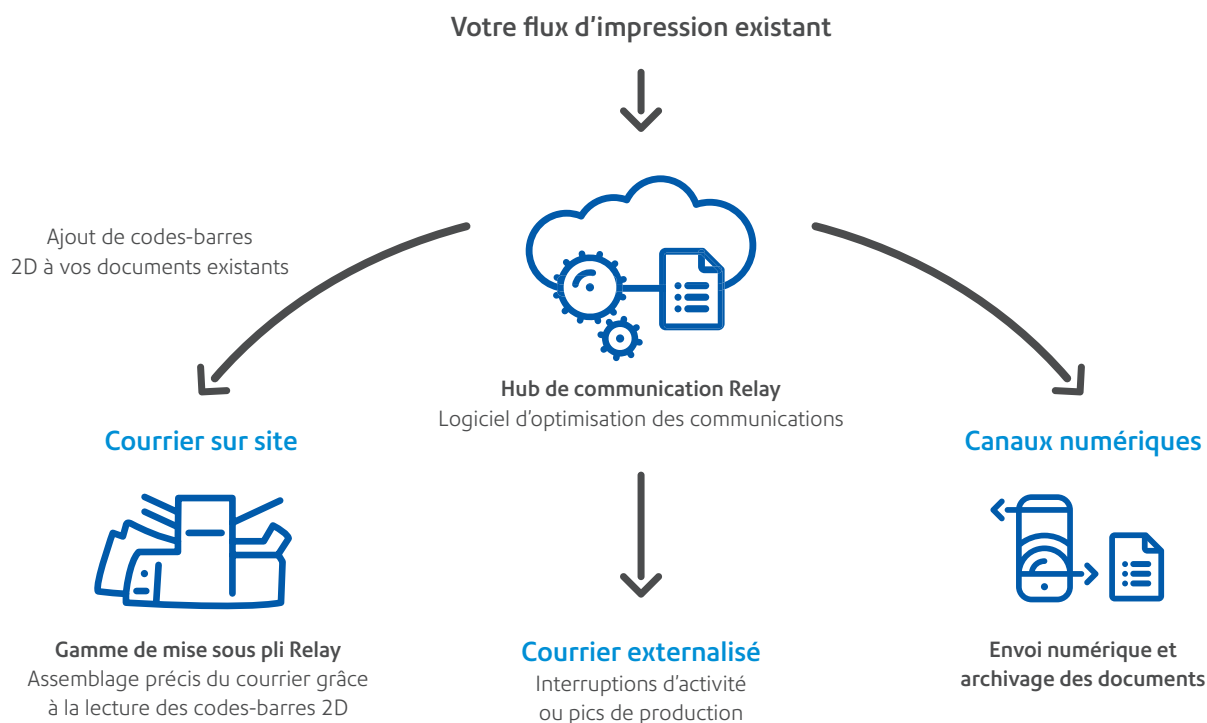 Votre flux d'impression existant
Ajout de codes-barres
2D à vos documents existants
Hub de communication Relay
Logiciel d'optimisation des communications
Courrier sur site
Canaux numériques
Gamme de mise sous pli Relay
Assemblage précis du courrier grâce
à la lecture des codes-barres 2D
Courrier externalisé
Interruptions d'activité
ou pics de production
Envoi numérique et
archivage des documents